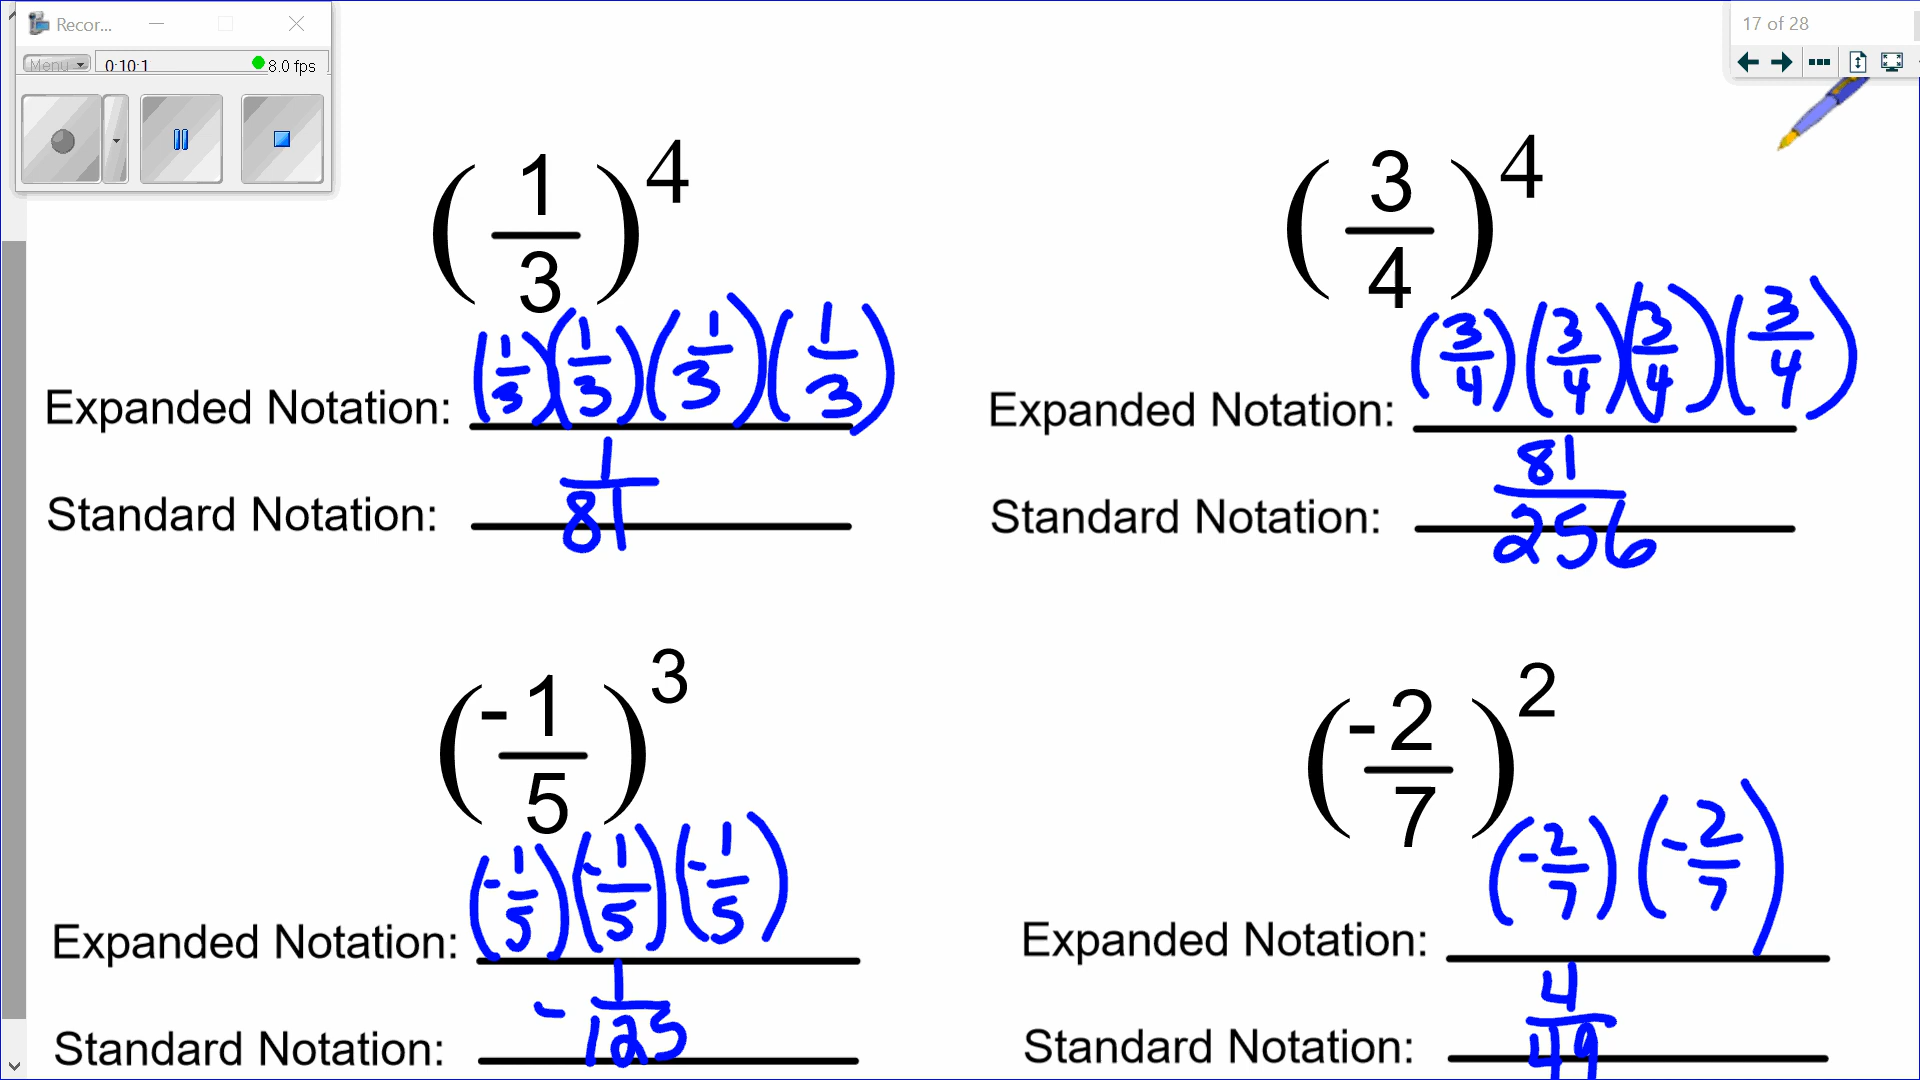 Recor...
17 of 28
Menu
0:10:1
8.0 fps
(1/3)^4
(1/3)(1/3)(1/3)(1/3)
Expanded Notation:
1/81
Standard Notation:
(3/4)^4
(3/4)(3/4)(3/4)(3/4)
Expanded Notation:
81/256
Standard Notation:
(-1/5)^3
(-1/5)(-1/5)(-1/5)
Expanded Notation:
-1/125
Standard Notation:
(-2/7)^2
(-2/7)(-2/7)
Expanded Notation:
4/49
Standard Notation: